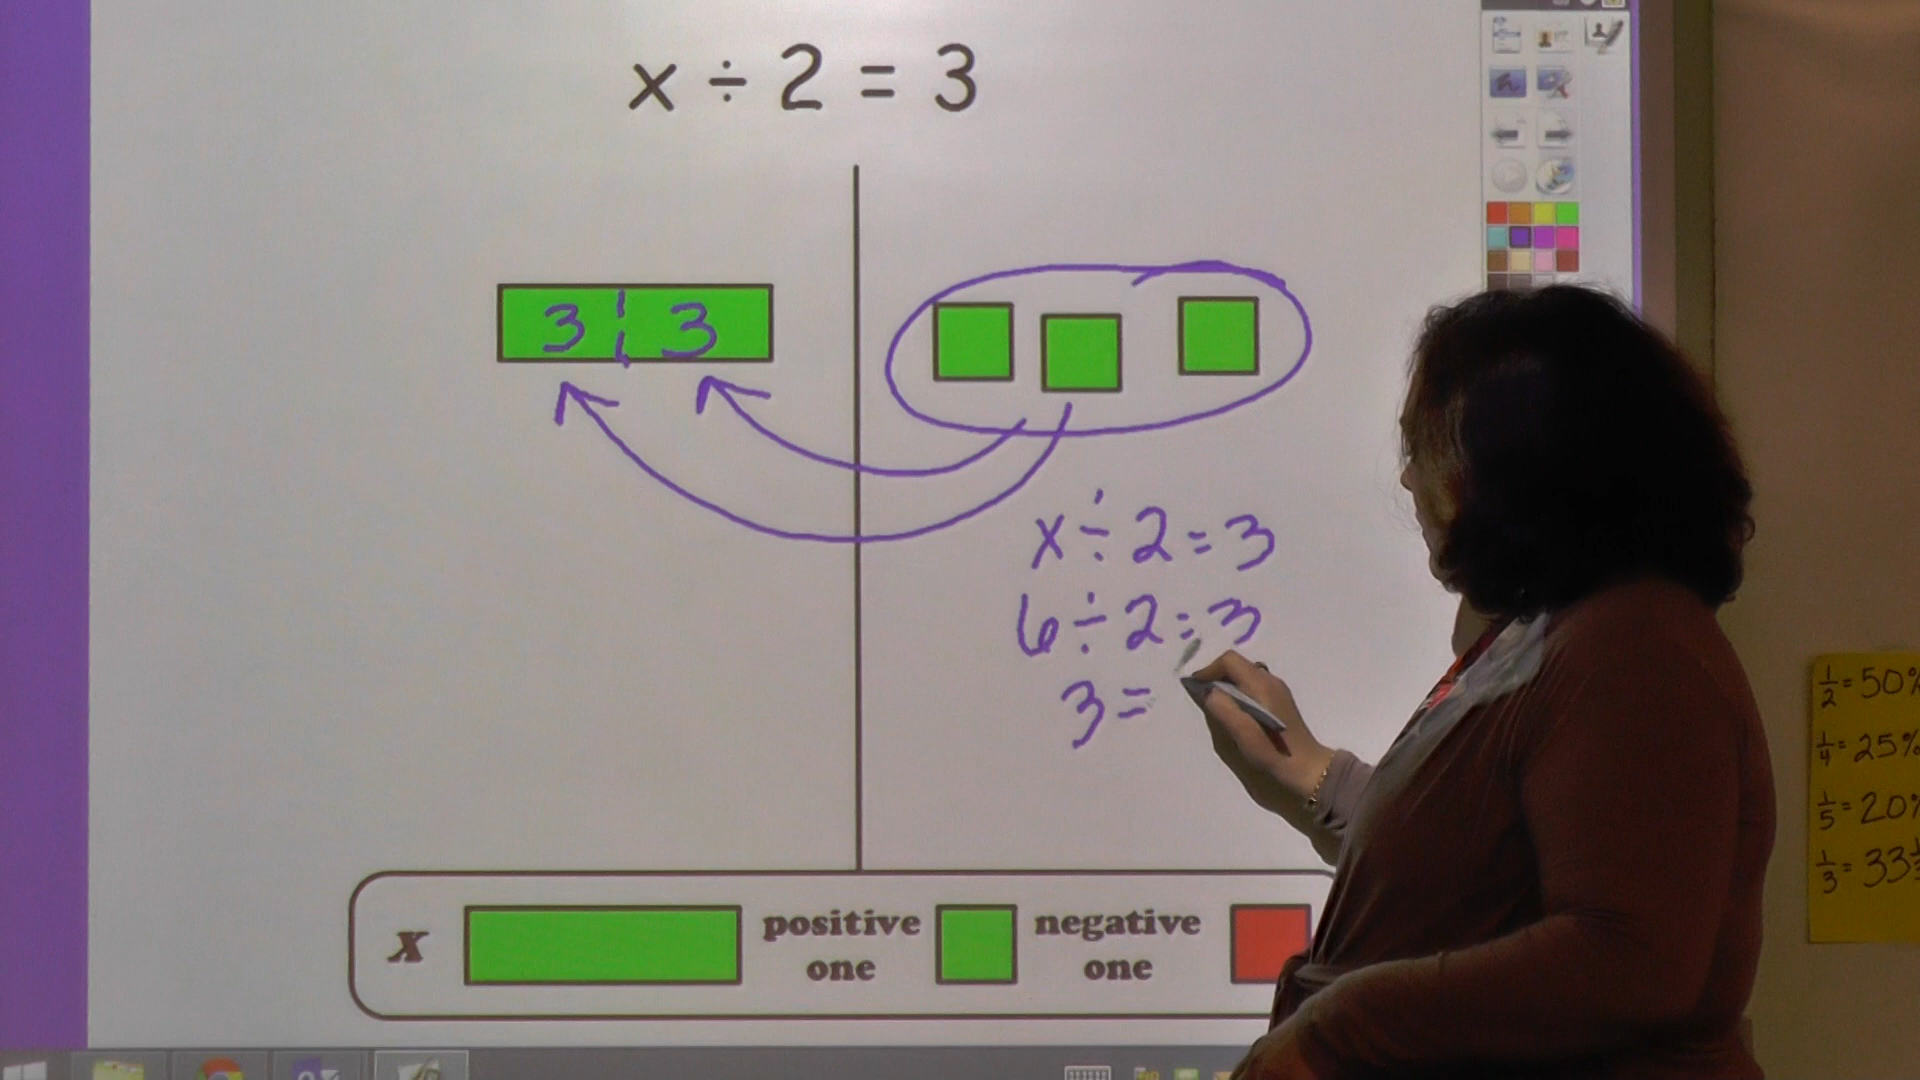 x ÷ 2 = 3
3 3
x ÷ 2 = 3
6 ÷ 2 = 3
3 =
x
positive one
negative one
1/2 = 50%
1/4 = 25%
1/5 = 20%
1/3 = 33